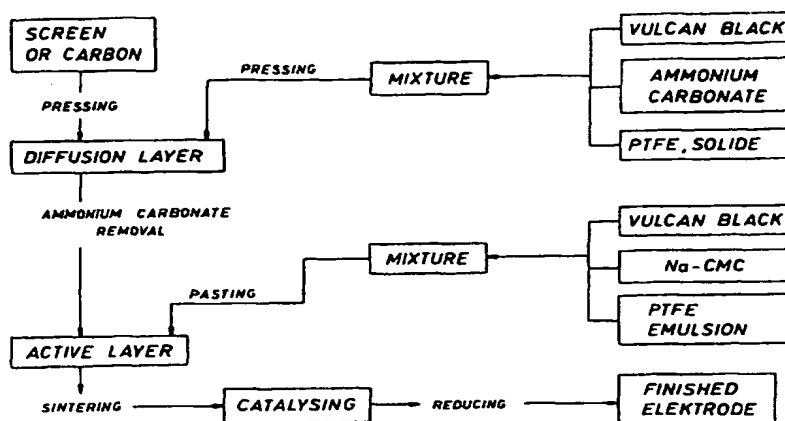 SCREEN
OR CARBON
PRESSING
MIXTURE
VULCAN BLACK
AMMONIUM
CARBONATE
PTFE, SOLIDE
PRESSING
DIFFUSION LAYER
AMMONIUM CARBONATE
REMOVAL
PASTING
MIXTURE
VULCAN BLACK
Na-CMC
PTFE
EMULSION
ACTIVE LAYER
SINTERING
CATALYSING
REDUCING
FINISHED
ELEKTRODE